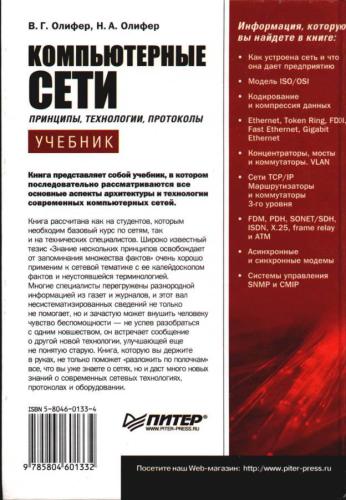 В. Г. Олифер, Н. А. Олифер
КОМПЬЮТЕРНЫЕ
СЕТИ
ПРИНЦИПЫ, ТЕХНОЛОГИИ, ПРОТОКОЛЫ
УЧЕБНИК
Книга представляет собой учебник, в котором
последовательно рассматриваются все
основные аспекты архитектуры и технологии
современных компьютерных сетей.
Книга рассчитана как на студентов, которым
необходим базовый курс по сетям, так
и на технических специалистов. Широко известный
тезис «Знание нескольких принципов освобождает
от запоминания множества фактов» очень хорошо
применим к сетевой тематике с ее калейдоскопом
фактов и неустоявшейся терминологией.
Многие специалисты перегружены разнородной
информацией из газет и журналов, и этот вал
несистематизированных сведений не только
не помогает, но и зачастую может внушить человеку
чувство беспомощности — не успев разобраться
с одним новшеством, он встречает сообщение
о другой новой технологии, улучшающей еще
не понятую старую. Книга, которую вы держите
в руках, не только поможет «разложить по полочкам»
все, что вы уже знаете о сетях, но и даст много новых
знаний о современных сетевых технологиях,
протоколах и оборудовании.
Информация, которую
вы найдете в книге:
• Как устроена сеть и что
она дает предприятию
• Модель ISO/OSI
• Кодирование
и компрессия данных
• Ethernet, Token Ring, FDDI,
Fast Ethernet, Gigabit
Ethernet
• Концентраторы, мосты
и коммутаторы. VLAN
• Сети TCP/IP
Маршрутизаторы
и коммутаторы
3-го уровня
• FDM, PDH, SONET/SDH,
ISDN, X.25, frame relay
и ATM
• Асинхронные
и синхронные модемы
• Системы управления
SNMP и CMIP
ISBN 5-8046-0133-4
9 785804 601332
ПИТЕР
WWW.PITER-PRESS.RU
Посетите наш Web-магазин: http://www.piter-press.ru